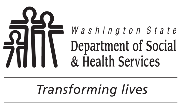 Washington State
Department of Social
& Health Services
Transforming lives